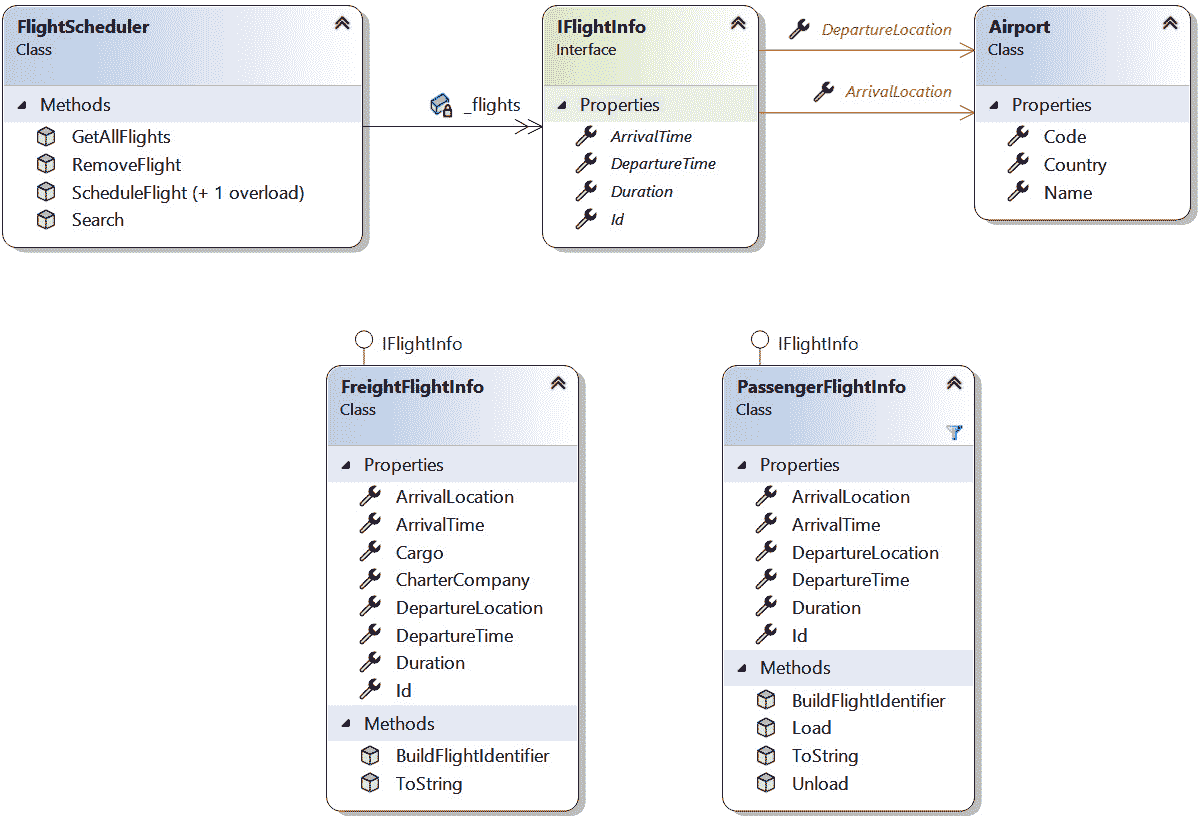 FlightScheduler
Class
Methods
GetAllFlights
RemoveFlight
ScheduleFlight (+ 1 overload)
Search
_flights
IFlightInfo
Interface
Properties
ArrivalTime
DepartureTime
Duration
Id
DepartureLocation
ArrivalLocation
Airport
Class
Properties
Code
Country
Name
IFlightInfo
FreightFlightInfo
Class
Properties
ArrivalLocation
ArrivalTime
Cargo
CharterCompany
DepartureLocation
DepartureTime
Duration
Id
Methods
BuildFlightIdentifier
ToString
IFlightInfo
PassengerFlightInfo
Class
Properties
ArrivalLocation
ArrivalTime
DepartureLocation
DepartureTime
Duration
Id
Methods
BuildFlightIdentifier
Load
ToString
Unload